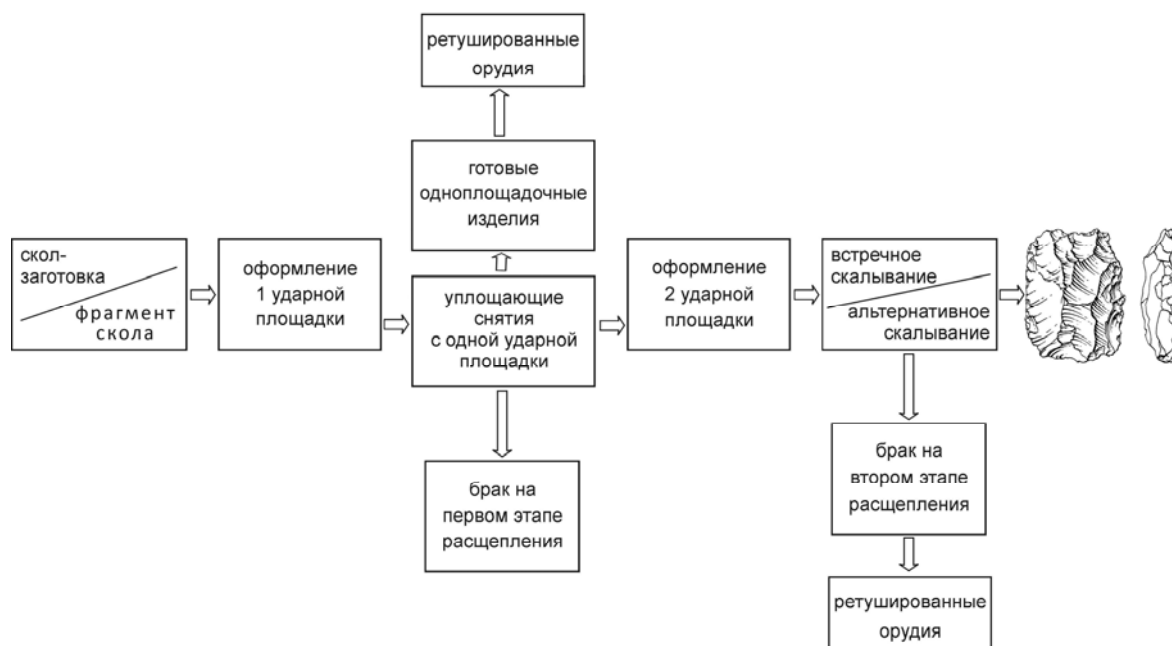 ретушированные
орудия
готовые
одноплощадочные
изделия
скол-
заготовка
фрагмент
скола
оформление
1 ударной
площадки
уплощающие
снятия
с одной ударной
площадки
оформление
2 ударной
площадки
встречное
скалывание
альтернативное
скалывание
брак на
первом этапе
расщепления
брак на
втором этапе
расщепления
ретушированные
орудия